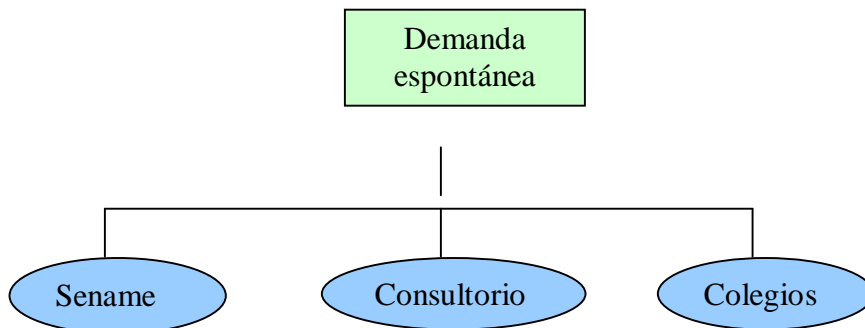 Demanda
espontánea
Sename
Consultorio
Colegios